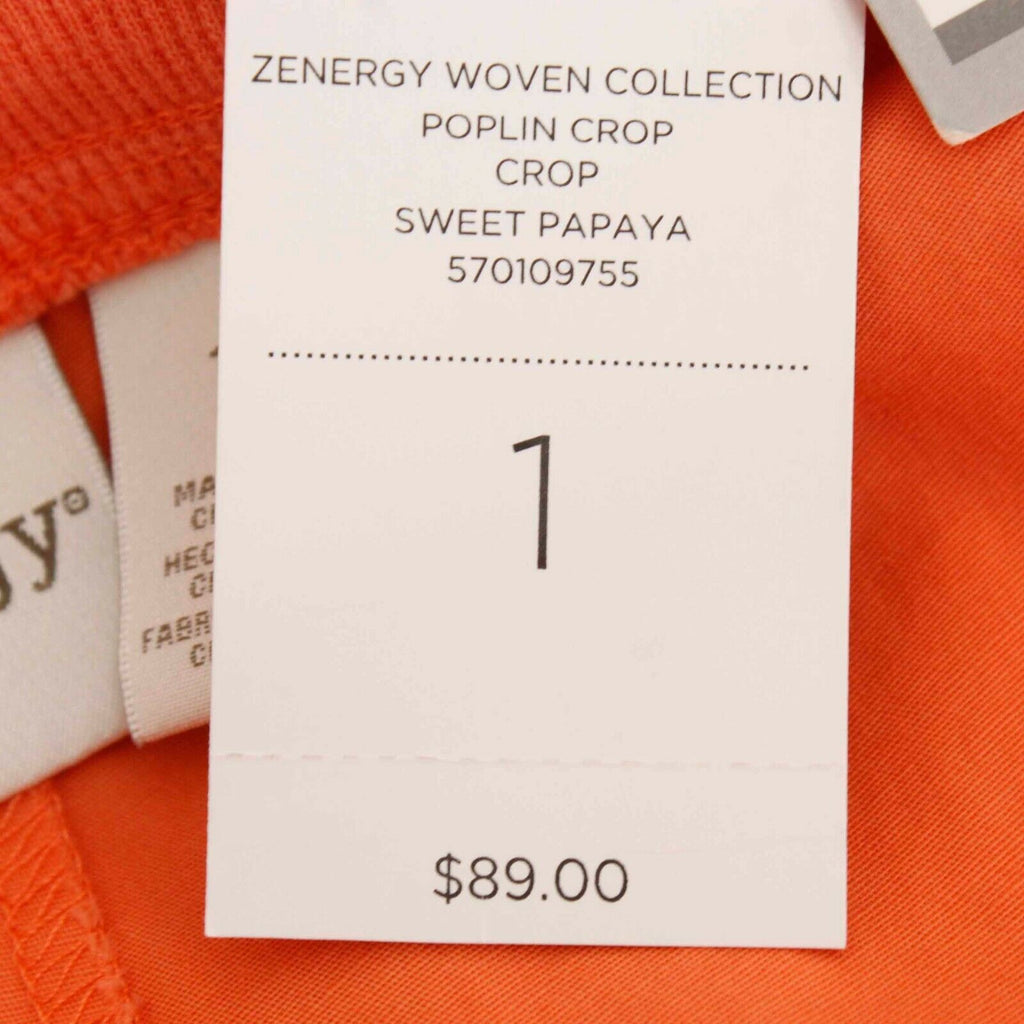 ZENERGY WOVEN COLLECTION
POPLIN CROP
CROP
SWEET PAPAYA
570109755
1
$89.00